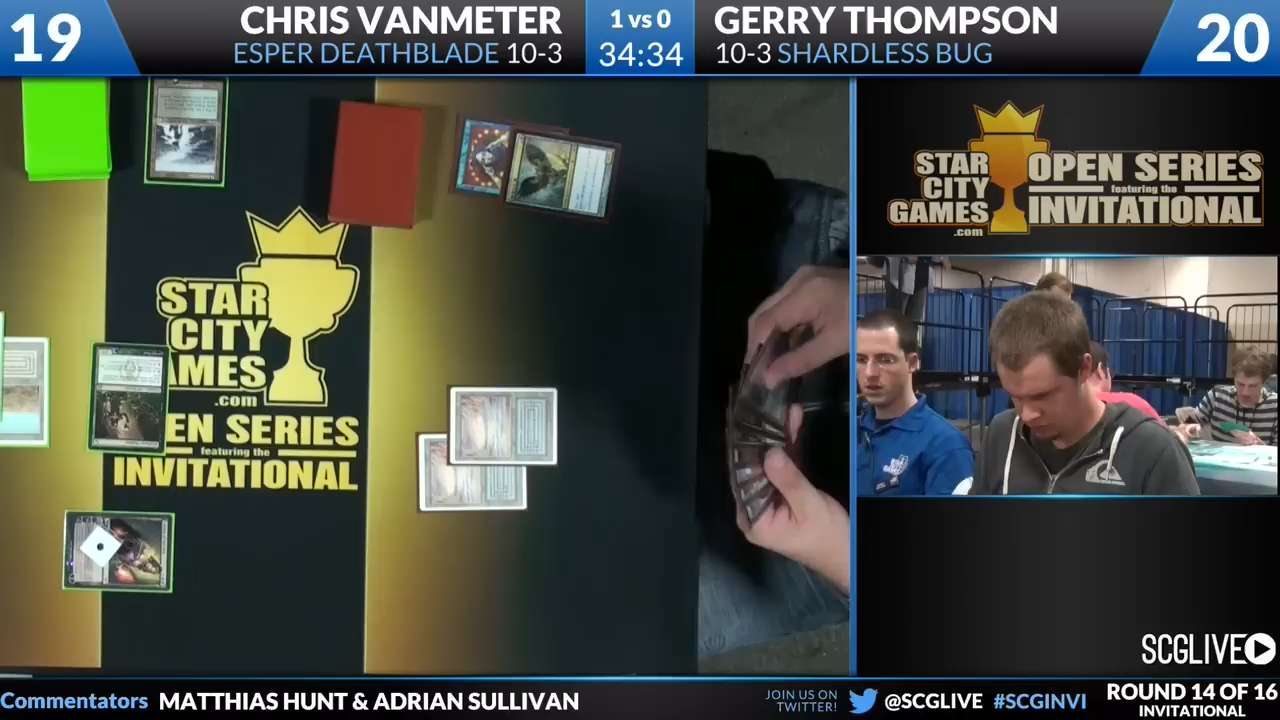 19
CHRIS VANMETER
ESPER DEATHBLADE 10-3
1 vs 0
34:34
GERRY THOMPSON
10-3 SHARDLESS BUG
20
STAR
CITY
GAMES
.com
OPEN SERIES
featuring the
INVITATIONAL
STAR
CITY
AMES
.com
EN SERIES
featuring the
INVITATIONAL
SCGLIVE
Commentators MATTHIAS HUNT & ADRIAN SULLIVAN
JOIN US ON
TWITTER!
@SCGLIVE #SCGINVI
ROUND 14 OF 16
INVITATIONAL